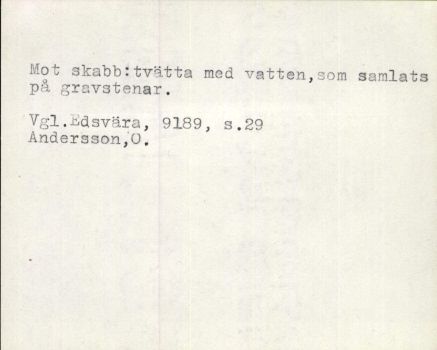 Mot skabb:tvätta med vatten,som samlats
på gravstenar.
Vgl.Edsvära, 9189, s.29
Andersson,O.